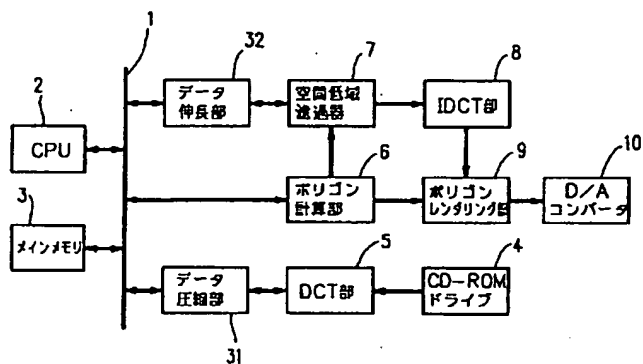 1
32
7
8
2
データ
伸長部
空間低域
透過器
IDCT部
CPU
10
6
9
3
ポリゴン
計算部
ポリゴン
レンダリング部
D/A
コンバータ
メインメモリ
5
4
データ
圧縮部
DCT部
CD-ROM
ドライブ
31